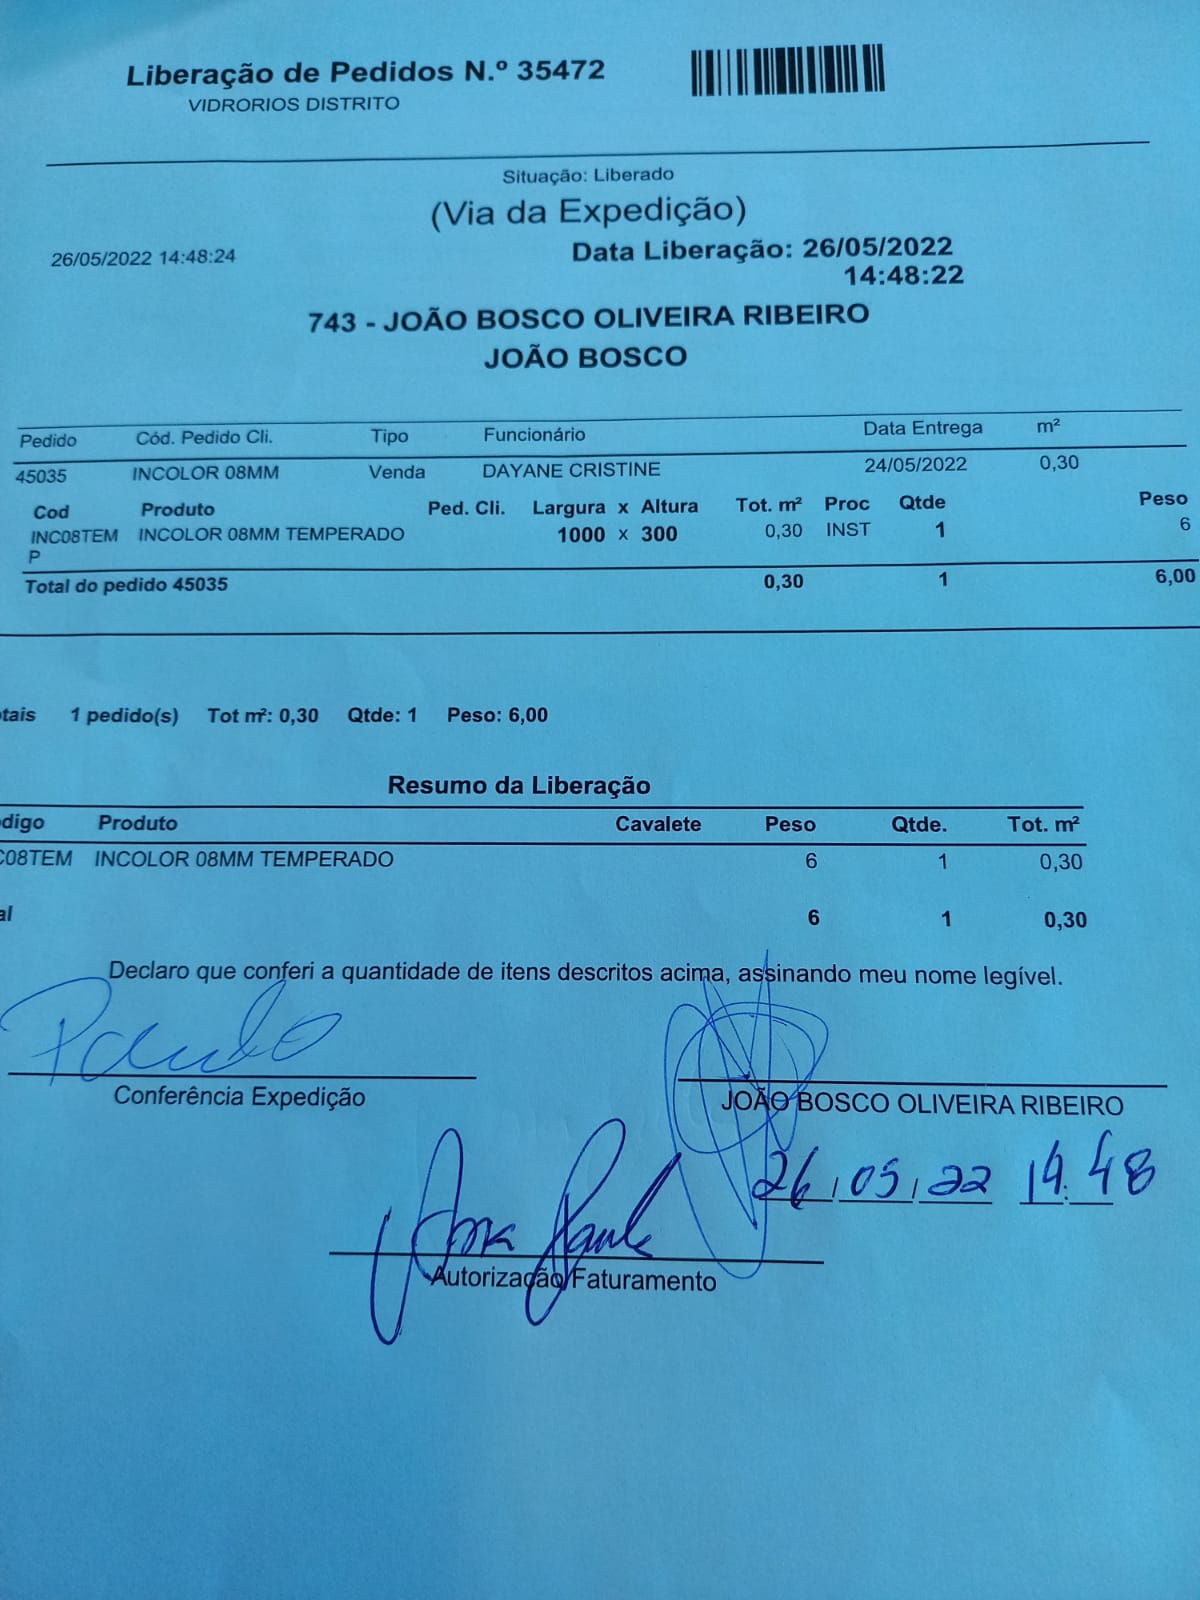 Liberação de Pedidos N.º 35472
VIDRORIOS DISTRITO
Situação: Liberado
(Via da Expedição)
26/05/2022 14:48:24
Data Liberação: 26/05/2022
14:48:22
743 - JOÃO BOSCO OLIVEIRA RIBEIRO
JOÃO BOSCO
Pedido Cód. Pedido Cli. Tipo Funcionário Data Entrega m²
45035 INCOLOR 08MM Venda DAYANE CRISTINE 24/05/2022 0,30
Cod Produto Ped. Cli. Largura x Altura Tot. m² Proc Qtde Peso
INC08TEM INCOLOR 08MM TEMPERADO 1000 x 300 0,30 INST 1 6
P
Total do pedido 45035 0,30 1 6,00
otais 1 pedido(s) Tot m²: 0,30 Qtde: 1 Peso: 6,00
Resumo da Liberação
digo Produto Cavalete Peso Qtde. Tot. m²
C08TEM INCOLOR 08MM TEMPERADO 6 1 0,30
al 6 1 0,30
Declaro que conferi a quantidade de itens descritos acima, assinando meu nome legível.
Paulo
Conferência Expedição
JOÃO BOSCO OLIVEIRA RIBEIRO
26/05/22 14:48
Ana Paula
Autorização/Faturamento